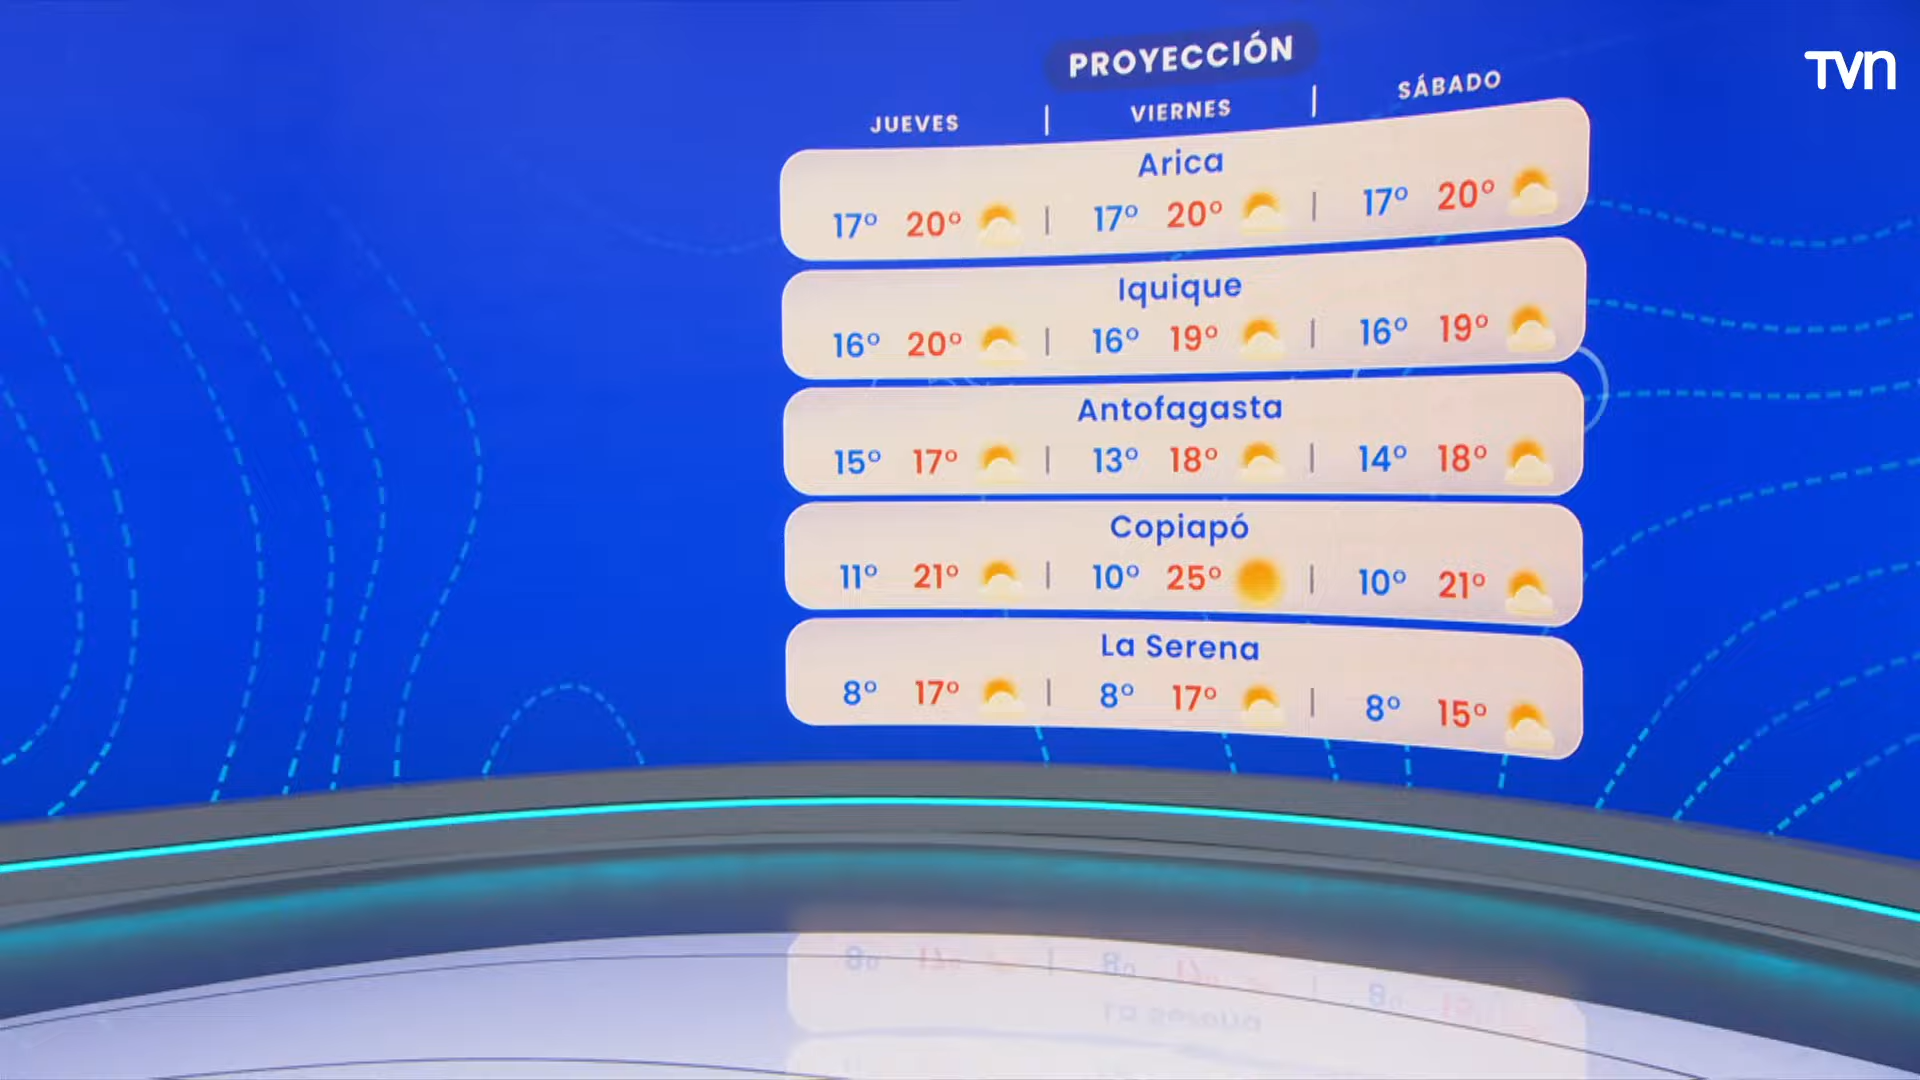 PROYECCIÓN
TVN
JUEVES | VIERNES | SÁBADO
Arica
17° 20° | 17° 20° | 17° 20°
Iquique
16° 20° | 16° 19° | 16° 19°
Antofagasta
15° 17° | 13° 18° | 14° 18°
Copiapó
11° 21° | 10° 25° | 10° 21°
La Serena
8° 17° | 8° 17° | 8° 15°